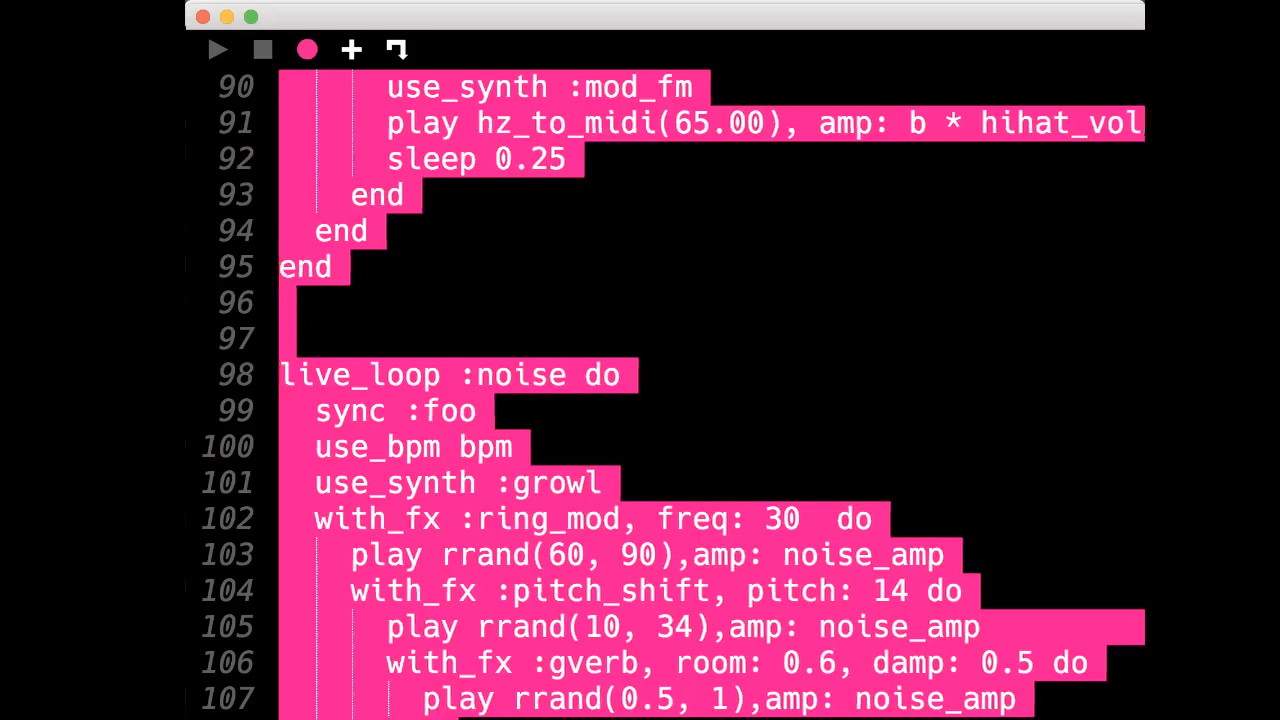 90 use_synth :mod_fm
91 play hz_to_midi(65.00), amp: b * hihat_vol
92 sleep 0.25
93 end
94 end
95 end
96
97
98 live_loop :noise do
99 sync :foo
100 use_bpm bpm
101 use_synth :growl
102 with_fx :ring_mod, freq: 30  do
103 play rrand(60, 90),amp: noise_amp
104 with_fx :pitch_shift, pitch: 14 do
105 play rrand(10, 34),amp: noise_amp
106 with_fx :gverb, room: 0.6, damp: 0.5 do
107 play rrand(0.5, 1),amp: noise_amp